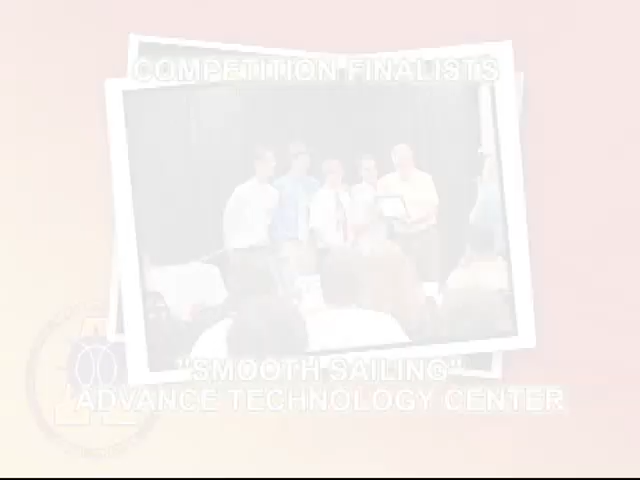 COMPETITION FINALISTS
"SMOOTH SAILING"
ADVANCE TECHNOLOGY CENTER